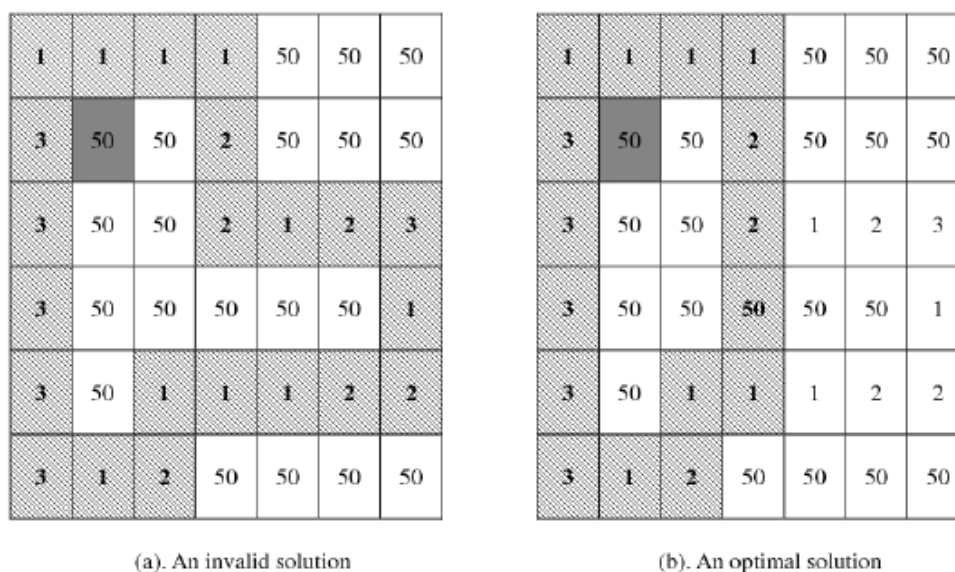 1 1 1 1 50 50 50 1 1 1 1 50 50 50
3 50 50 2 50 50 50 3 50 50 2 50 50 50
3 50 50 2 1 2 3 3 50 50 2 1 2 3
3 50 50 50 50 50 1 3 50 50 50 50 50 1
3 50 1 1 1 2 2 3 50 1 1 1 2 2
3 1 2 50 50 50 50 3 1 2 50 50 50 50
(a). An invalid solution (b). An optimal solution